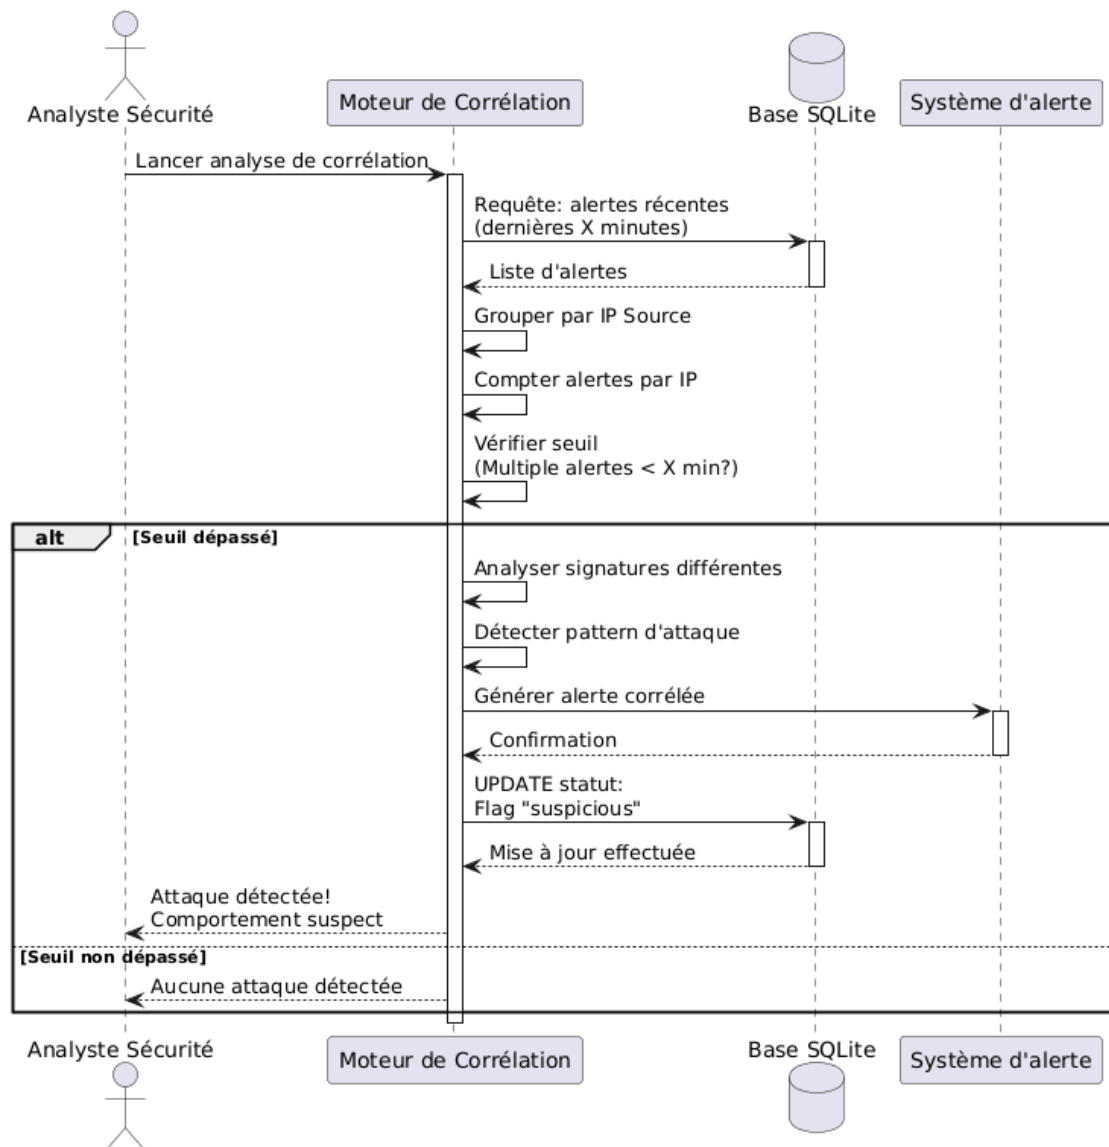 Analyste Sécurité
Moteur de Corrélation
Base SQLite
Système d'alerte
Lancer analyse de corrélation
Requête: alertes récentes
(dernières X minutes)
Liste d'alertes
Grouper par IP Source
Compter alertes par IP
Vérifier seuil
(Multiple alertes < X min?)
alt
[Seuil dépassé]
Analyser signatures différentes
Détecter pattern d'attaque
Générer alerte corrélée
Confirmation
UPDATE statut:
Flag "suspicious"
Mise à jour effectuée
Attaque détectée!
Comportement suspect
[Seuil non dépassé]
Aucune attaque détectée
Analyste Sécurité
Moteur de Corrélation
Base SQLite
Système d'alerte